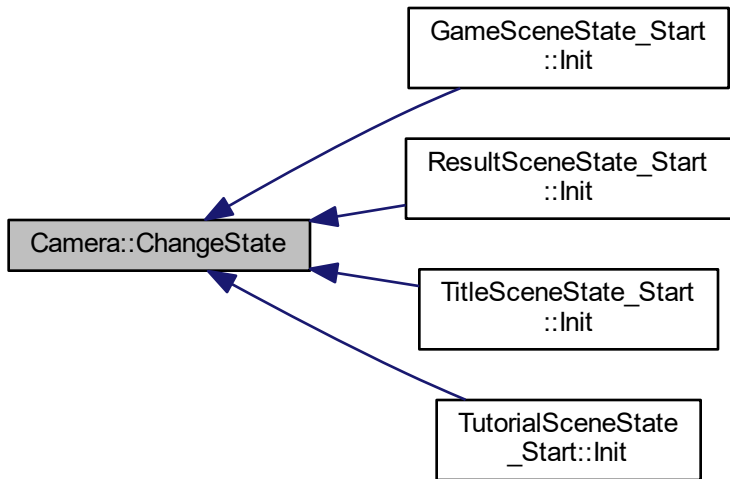 GameSceneState_Start
::Init
ResultSceneState_Start
::Init
Camera::ChangeState
TitleSceneState_Start
::Init
TutorialSceneState
_Start::Init